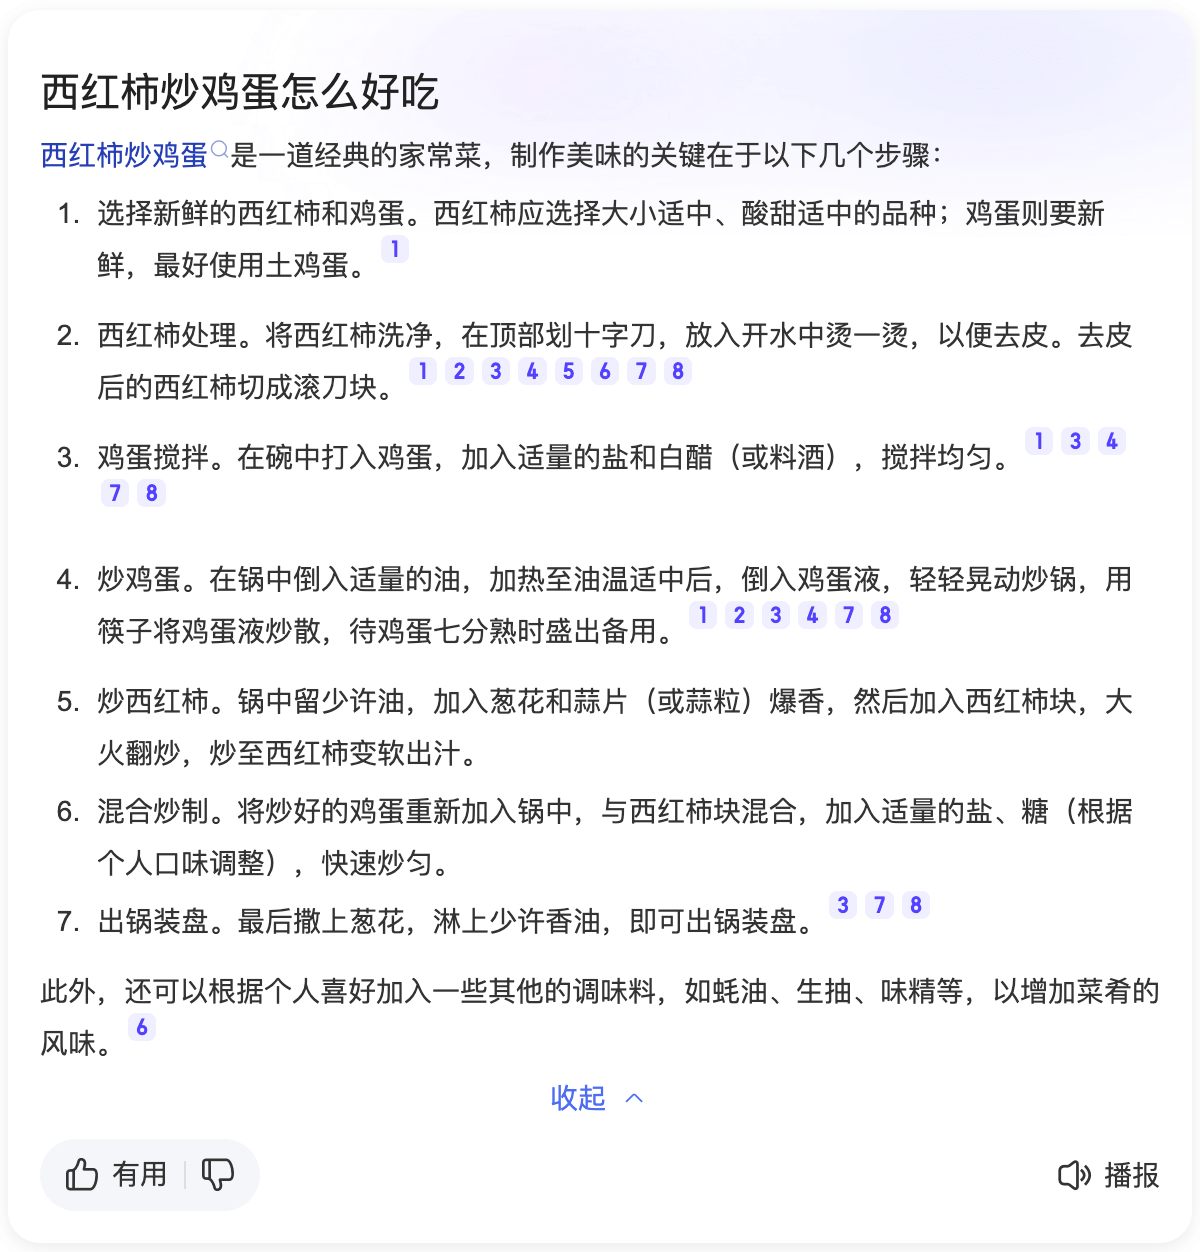 西红柿炒鸡蛋怎么好吃
西红柿炒鸡蛋是一道经典的家常菜，制作美味的关键在于以下几个步骤：
1. 选择新鲜的西红柿和鸡蛋。西红柿应选择大小适中、酸甜适中的品种；鸡蛋则要新
鲜，最好使用土鸡蛋。 1
2. 西红柿处理。将西红柿洗净，在顶部划十字刀，放入开水中烫一烫，以便去皮。去皮
后的西红柿切成滚刀块。 1 2 3 4 5 6 7 8
3. 鸡蛋搅拌。在碗中打入鸡蛋，加入适量的盐和白醋（或料酒），搅拌均匀。 1 3 4
7 8
4. 炒鸡蛋。在锅中倒入适量的油，加热至油温适中后，倒入鸡蛋液，轻轻晃动炒锅，用
筷子将鸡蛋液炒散，待鸡蛋七分熟时盛出备用。 1 2 3 4 7 8
5. 炒西红柿。锅中留少许油，加入葱花和蒜片（或蒜粒）爆香，然后加入西红柿块，大
火翻炒，炒至西红柿变软出汁。
6. 混合炒制。将炒好的鸡蛋重新加入锅中，与西红柿块混合，加入适量的盐、糖（根据
个人口味调整），快速炒匀。
7. 出锅装盘。最后撒上葱花，淋上少许香油，即可出锅装盘。 3 7 8
此外，还可以根据个人喜好加入一些其他的调味料，如蚝油、生抽、味精等，以增加菜肴的
风味。 6
收起
有用
播报